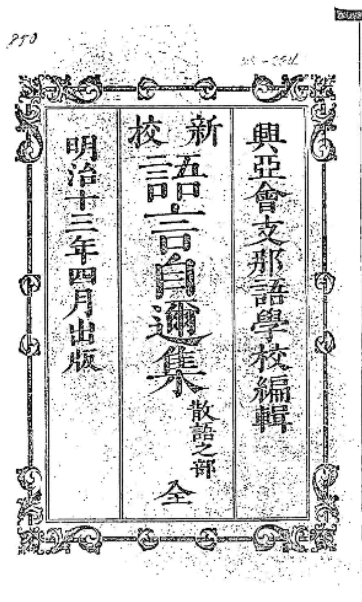 850
興亞會支那語學校編輯
新校
語言自邇集
散語之部
全
明治十三年四月出版